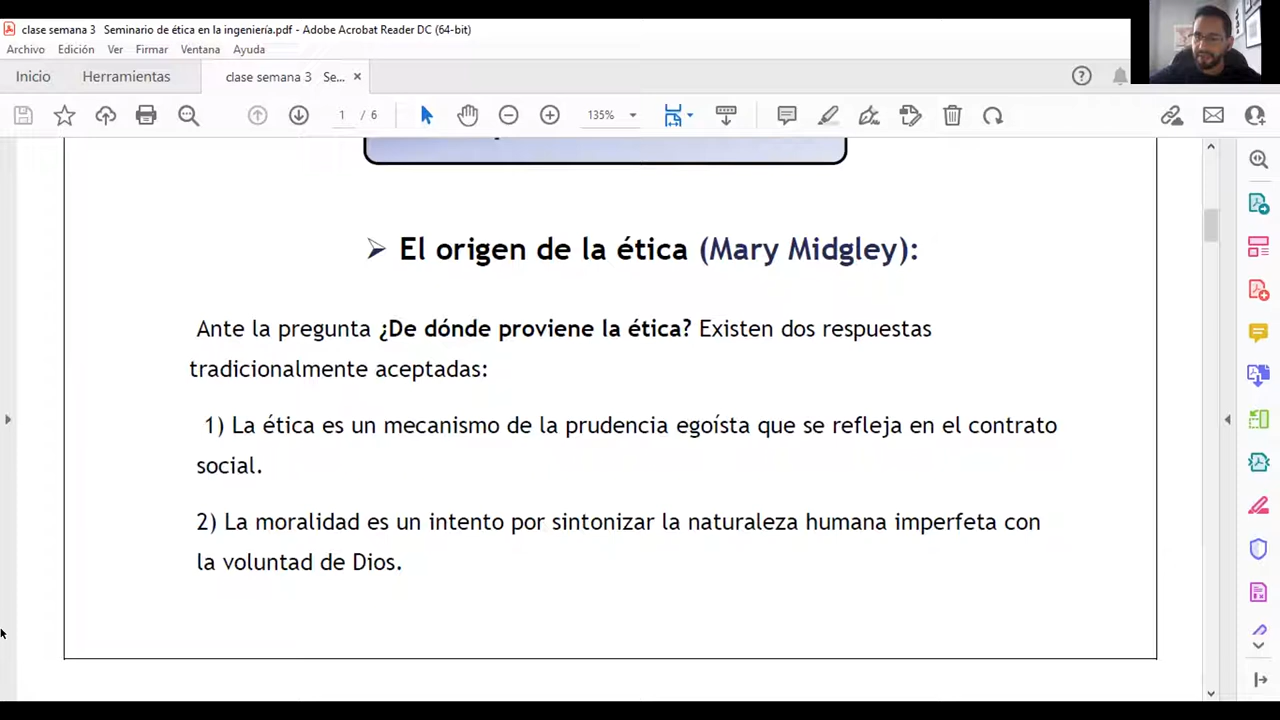 clase semana 3 Seminario de ética en la ingeniería.pdf - Adobe Acrobat Reader DC (64-bit)
Archivo Edición Ver Firmar Ventana Ayuda
Inicio Herramientas clase semana 3 Se... ×
1 / 6 135%
➢ El origen de la ética (Mary Midgley):
Ante la pregunta ¿De dónde proviene la ética? Existen dos respuestas
tradicionalmente aceptadas:
1) La ética es un mecanismo de la prudencia egoísta que se refleja en el contrato
social.
2) La moralidad es un intento por sintonizar la naturaleza humana imperfeta con
la voluntad de Dios.